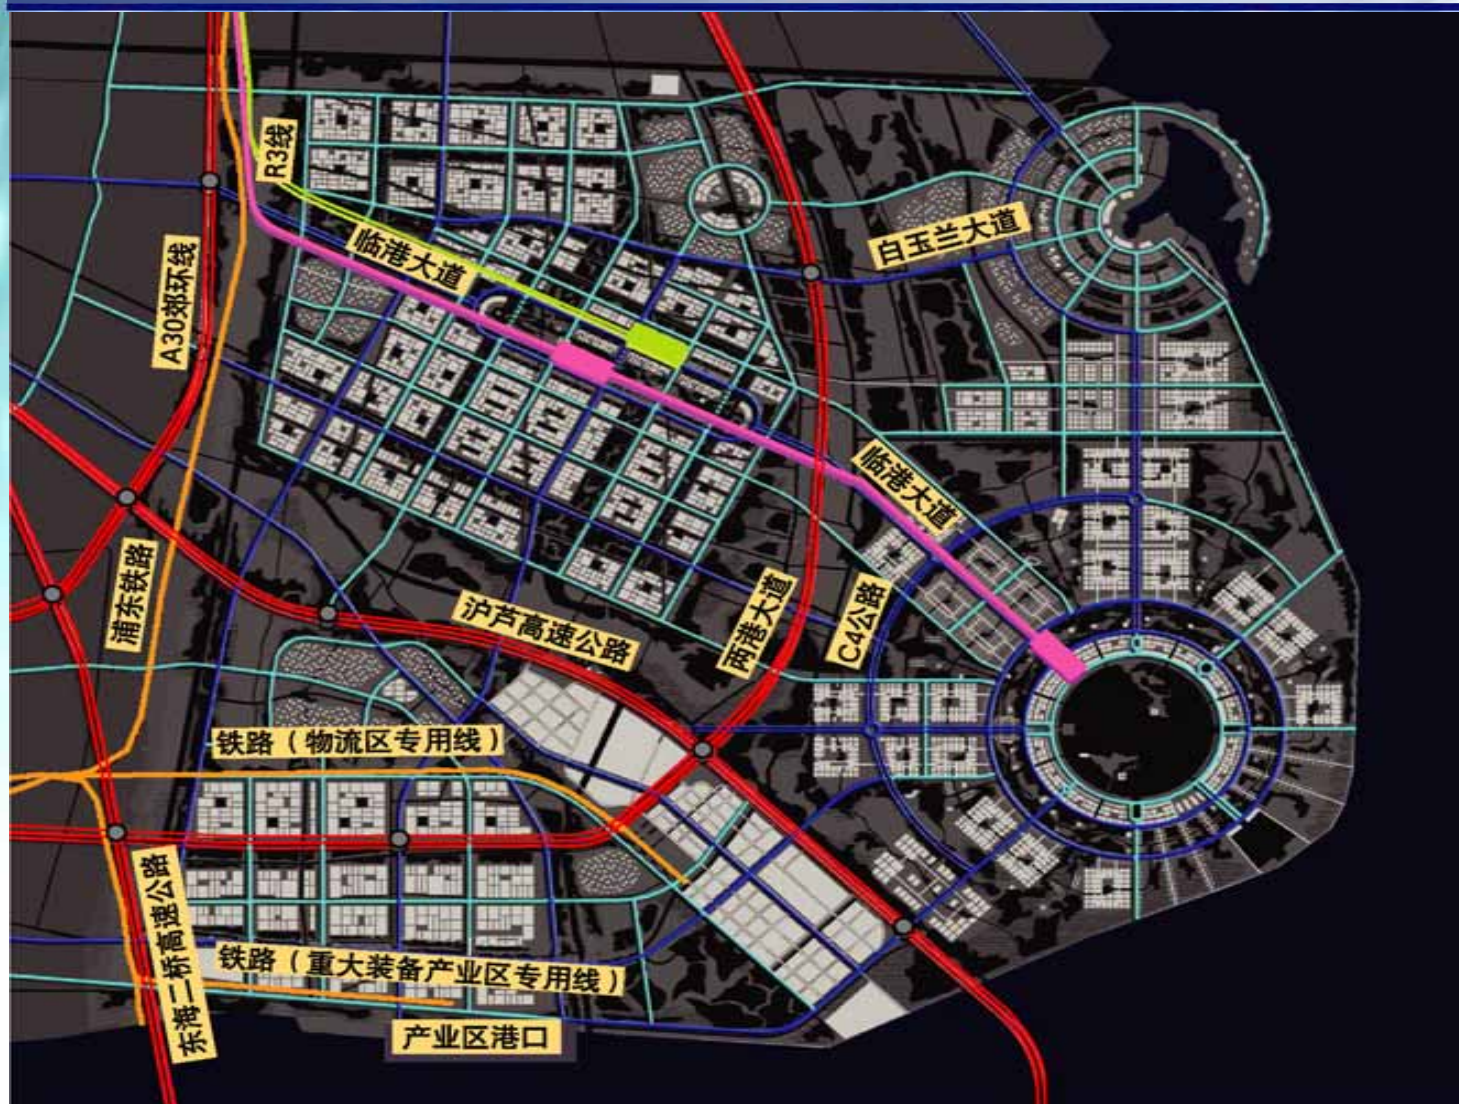 R3线
临港大道
白玉兰大道
A30郊环线
临港大道
浦东铁路
沪芦高速公路
两港大道
C4公路
铁路（物流区专用线）
东海二桥高速公路
铁路（重大装备产业区专用线）
产业区港口